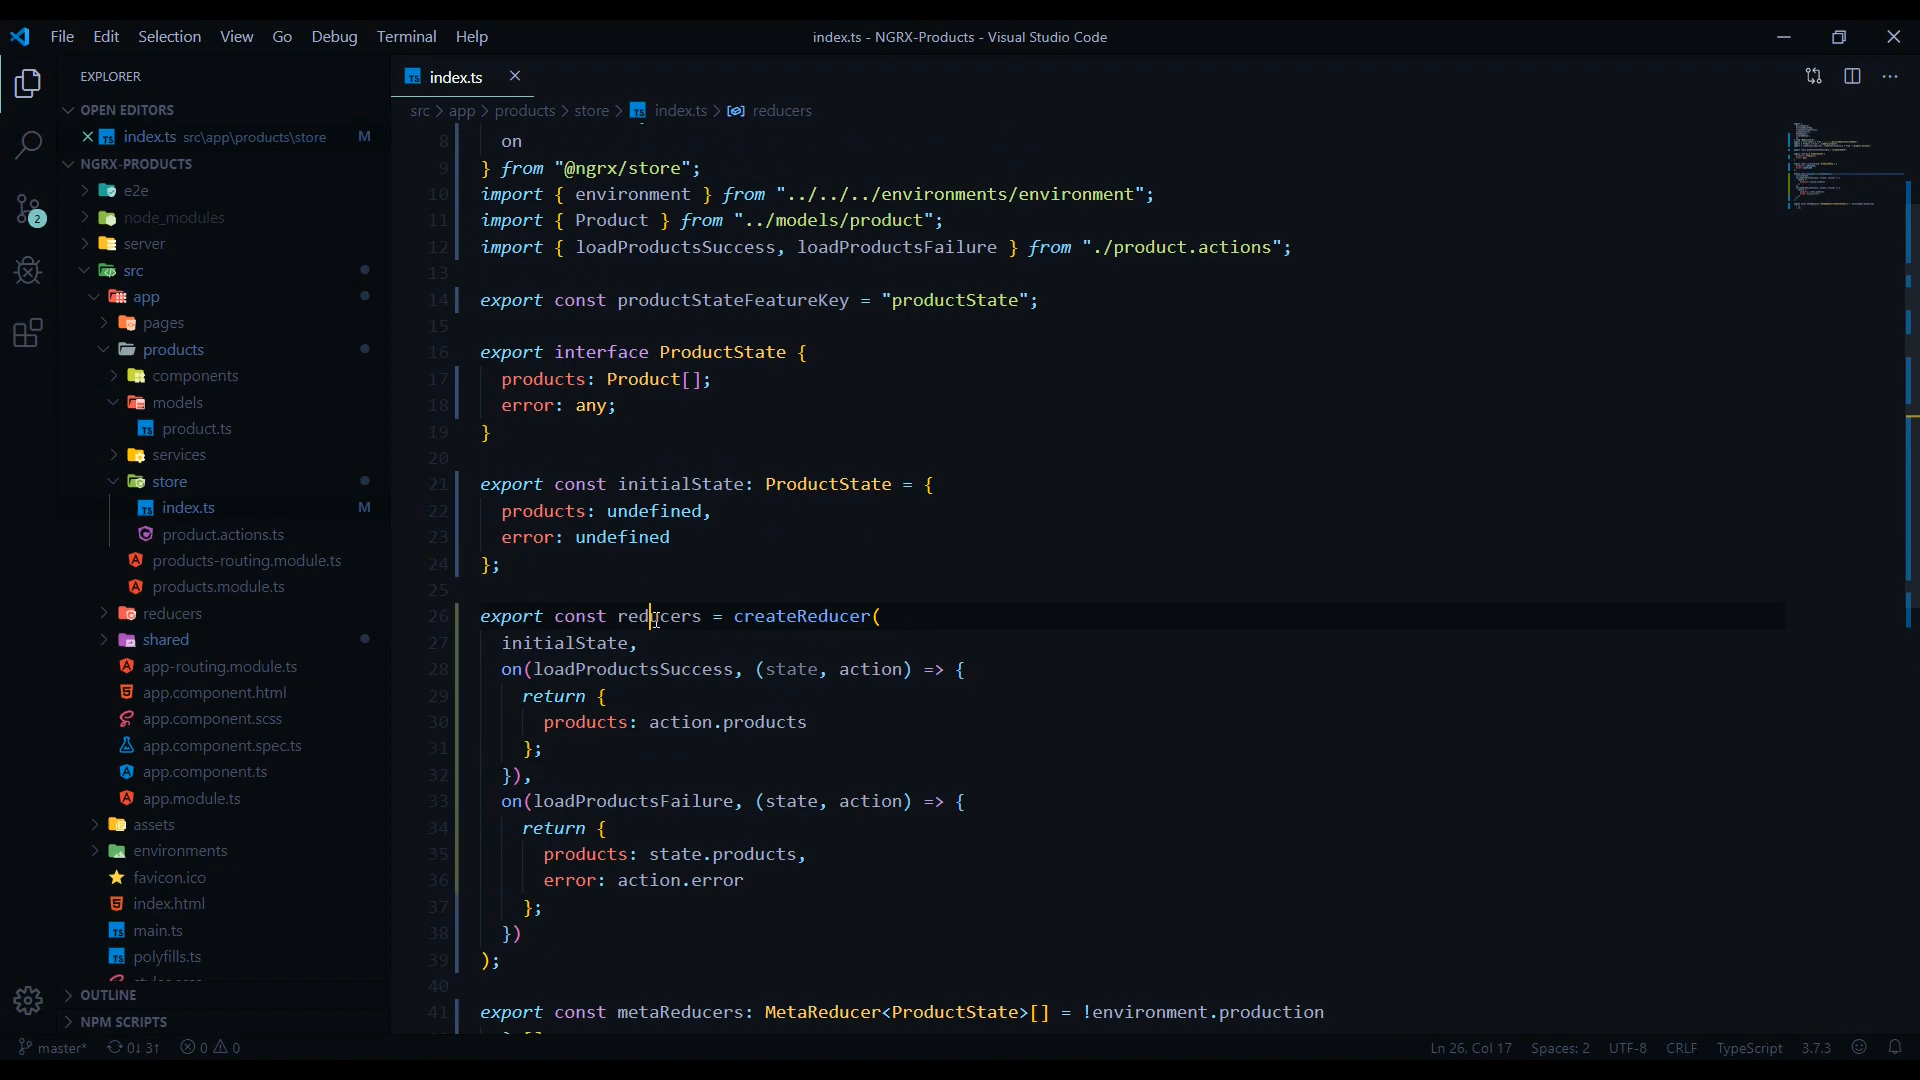 File Edit Selection View Go Debug Terminal Help
index.ts - NGRX-Products - Visual Studio Code
EXPLORER
OPEN EDITORS
index.ts src\app\products\store M
NGRX-PRODUCTS
e2e
node_modules
server
src
app
pages
products
components
models
product.ts
services
store
index.ts M
product.actions.ts
products-routing.module.ts
products.module.ts
reducers
shared
app-routing.module.ts
app.component.html
app.component.scss
app.component.spec.ts
app.component.ts
app.module.ts
assets
environments
favicon.ico
index.html
main.ts
polyfills.ts
OUTLINE
NPM SCRIPTS
2
index.ts
src > app > products > store > index.ts > reducers
8 on
9 } from "@ngrx/store";
10 import { environment } from "../../../environments/environment";
11 import { Product } from "../models/product";
12 import { loadProductsSuccess, loadProductsFailure } from "./product.actions";
13
14 export const productStateFeatureKey = "productState";
15
16 export interface ProductState {
17 products: Product[];
18 error: any;
19 }
20
21 export const initialState: ProductState = {
22 products: undefined,
23 error: undefined
24 };
25
26 export const reducers = createReducer(
27 initialState,
28 on(loadProductsSuccess, (state, action) => {
29 return {
30 products: action.products
31 };
32 }),
33 on(loadProductsFailure, (state, action) => {
34 return {
35 products: state.products,
36 error: action.error
37 };
38 })
39 );
40
41 export const metaReducers: MetaReducer<ProductState>[] = !environment.production
master* 0↓ 3↑ 0 0
Ln 26, Col 17 Spaces: 2 UTF-8 CRLF TypeScript 3.7.3